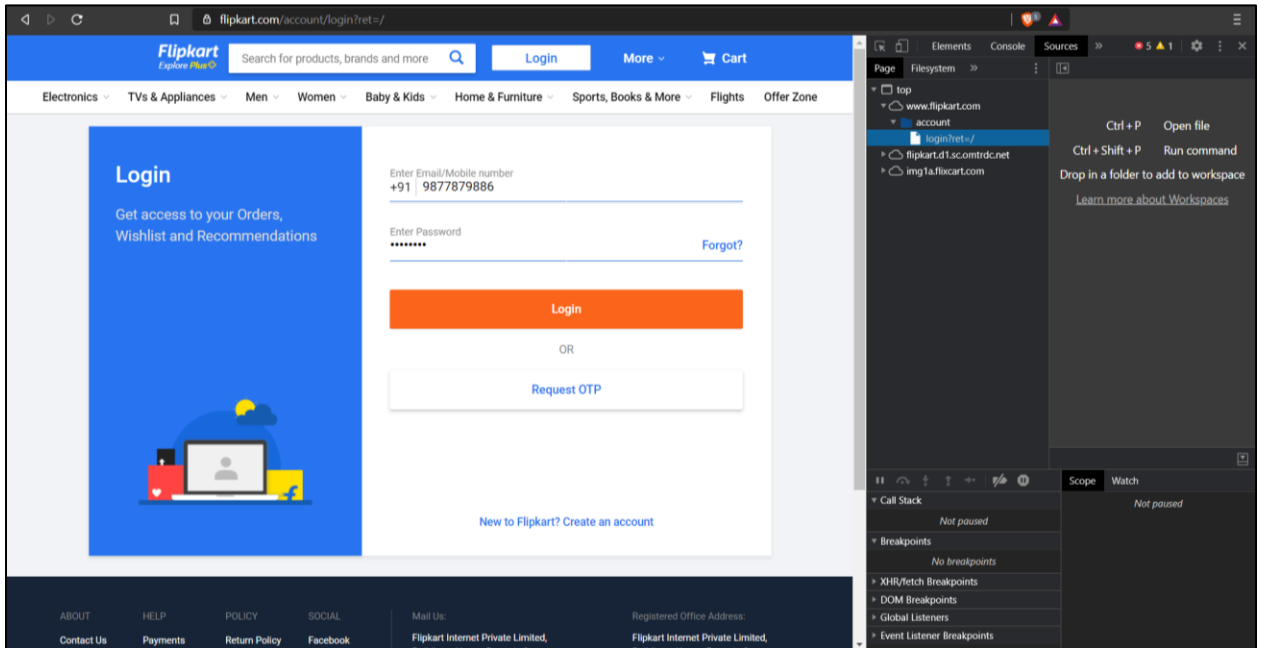 flipkart.com/account/login?ret=/
Flipkart
Explore Plus
Search for products, brands and more
Login
More
Cart
Electronics
TVs & Appliances
Men
Women
Baby & Kids
Home & Furniture
Sports, Books & More
Flights
Offer Zone
Login
Get access to your Orders,
Wishlist and Recommendations
Enter Email/Mobile number
+91 9877879886
Enter Password
••••••••
Forgot?
Login
OR
Request OTP
New to Flipkart? Create an account
ABOUT
HELP
POLICY
SOCIAL
Mail Us:
Registered Office Address:
Contact Us
Payments
Return Policy
Facebook
Flipkart Internet Private Limited,
Flipkart Internet Private Limited,
Elements
Console
Sources
»
5
1
Page
Filesystem
»
top
www.flipkart.com
account
login?ret=/
flipkart.d1.sc.omtrdc.net
img1a.flixcart.com
Ctrl + P Open file
Ctrl + Shift + P Run command
Drop in a folder to add to workspace
Learn more about Workspaces
Call Stack
Not paused
Breakpoints
No breakpoints
XHR/fetch Breakpoints
DOM Breakpoints
Global Listeners
Event Listener Breakpoints
Scope
Watch
Not paused